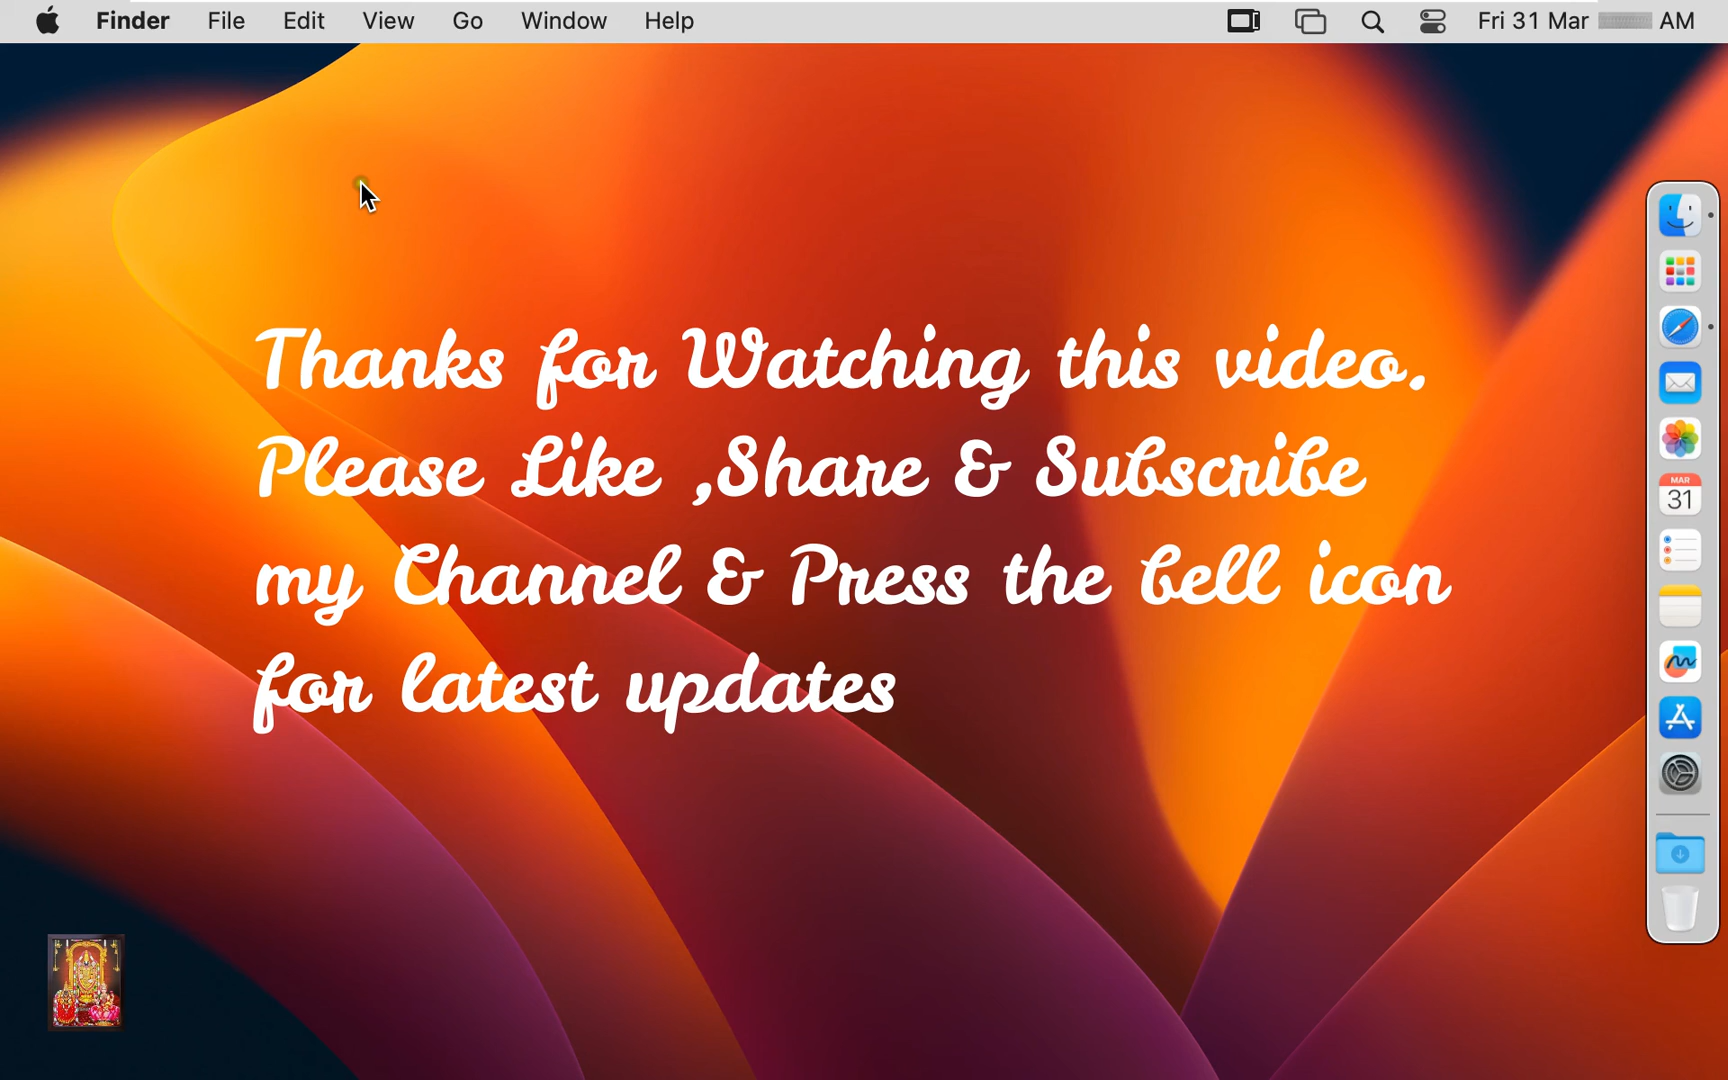 Finder File Edit View Go Window Help Fri 31 Mar AM
Thanks for Watching this video.
Please Like ,Share & Subscribe
my Channel & Press the bell icon
for latest updates
MAR
31